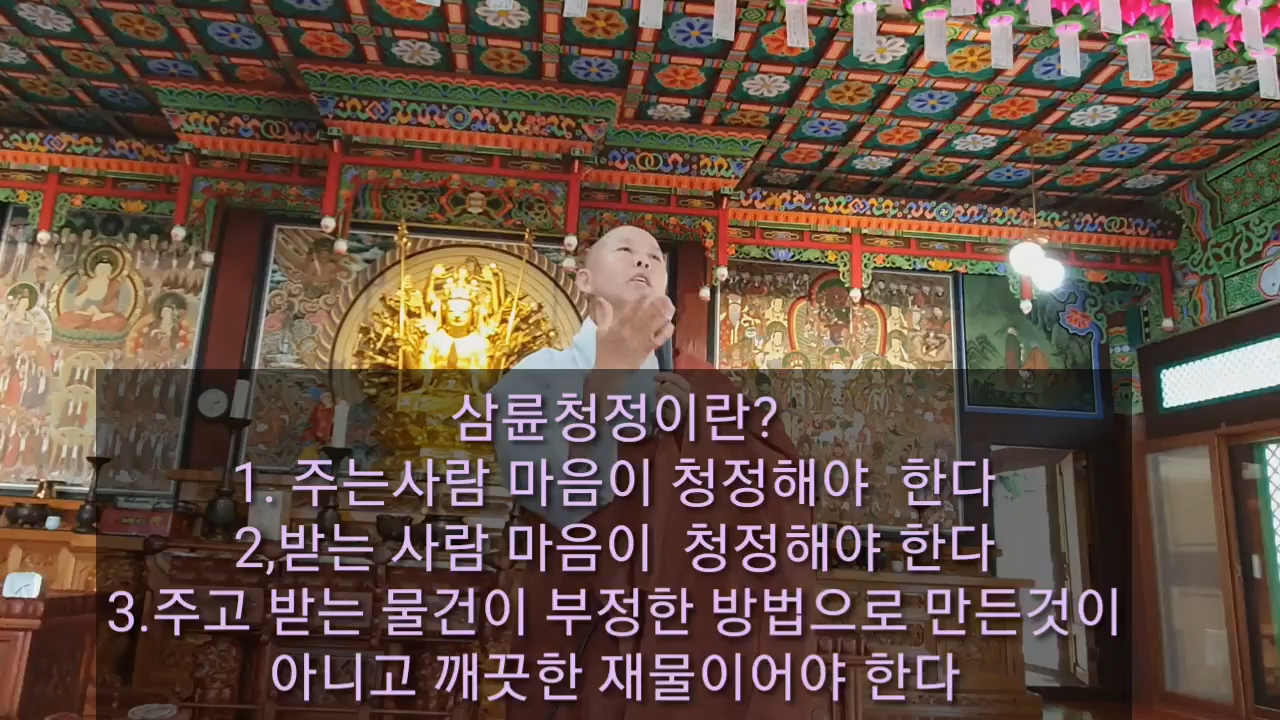 삼륜청정이란?
1. 주는사람 마음이 청정해야 한다
2,받는 사람 마음이 청정해야 한다
3.주고 받는 물건이 부정한 방법으로 만든것이
아니고 깨끗한 재물이어야 한다